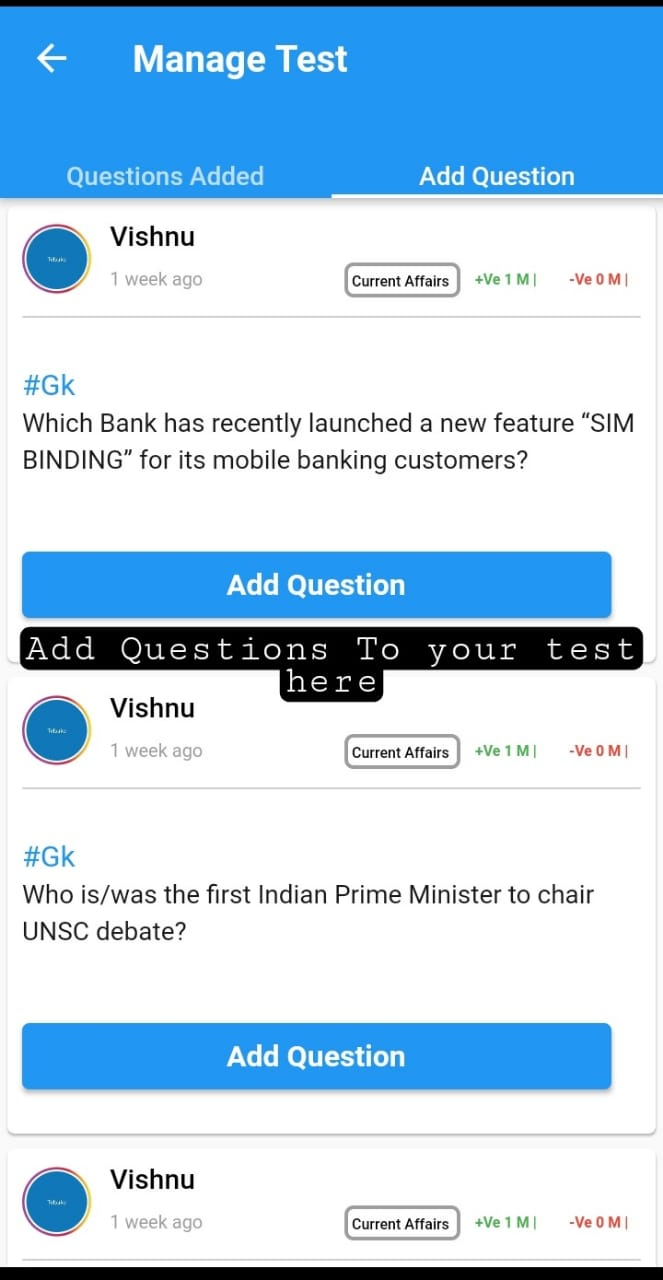 Manage Test
Questions Added
Add Question
Vishnu
1 week ago
Current Affairs
+Ve 1 M |
-Ve 0 M |
#Gk
Which Bank has recently launched a new feature “SIM
BINDING” for its mobile banking customers?
Add Question
Add Questions To your test
here
Vishnu
1 week ago
Current Affairs
+Ve 1 M |
-Ve 0 M |
#Gk
Who is/was the first Indian Prime Minister to chair
UNSC debate?
Add Question
Vishnu
1 week ago
Current Affairs
+Ve 1 M |
-Ve 0 M |